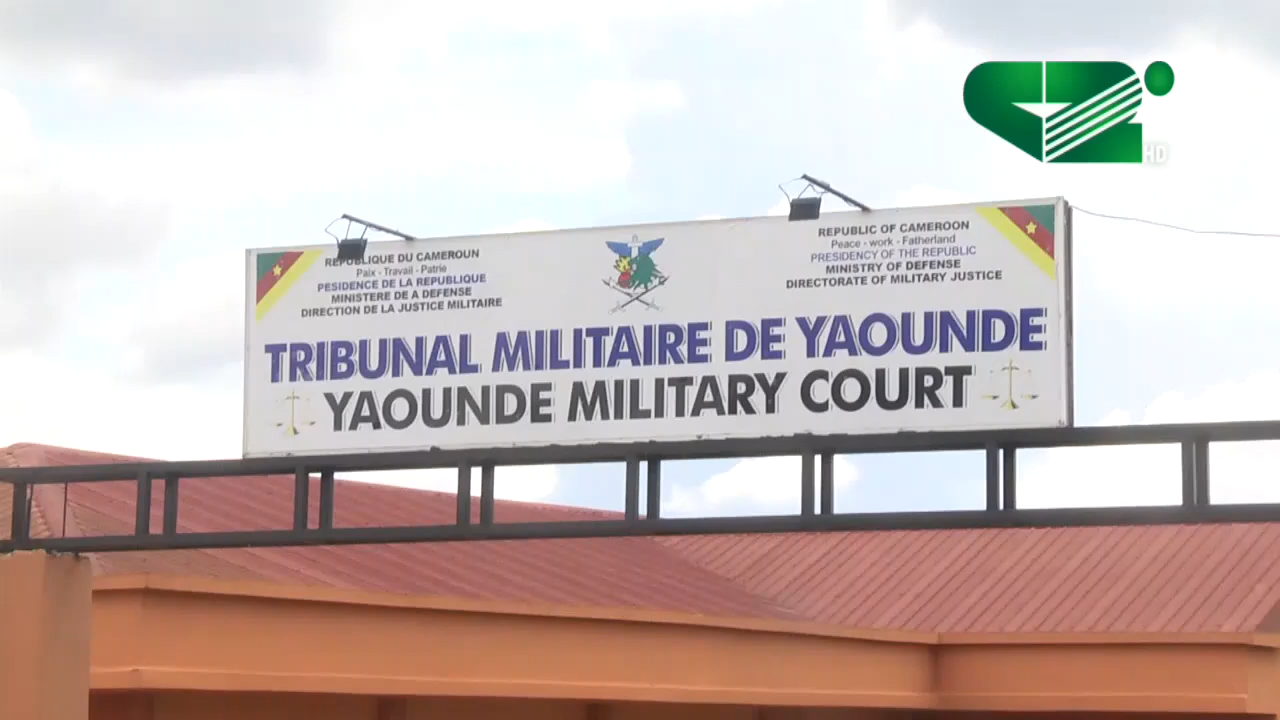 REPUBLIQUE DU CAMEROUN
Paix - Travail - Patrie
PESIDENCE DE LA REPUBLIQUE
MINISTERE DE A DEFENSE
DIRECTION DE LA JUSTICE MILITAIRE
REPUBLIC OF CAMEROON
Peace - work - Fatherland
PRESIDENCY OF THE REPUBLIC
MINISTRY OF DEFENSE
DIRECTORATE OF MILITARY JUSTICE
TRIBUNAL MILITAIRE DE YAOUNDE
YAOUNDE MILITARY COURT
HD